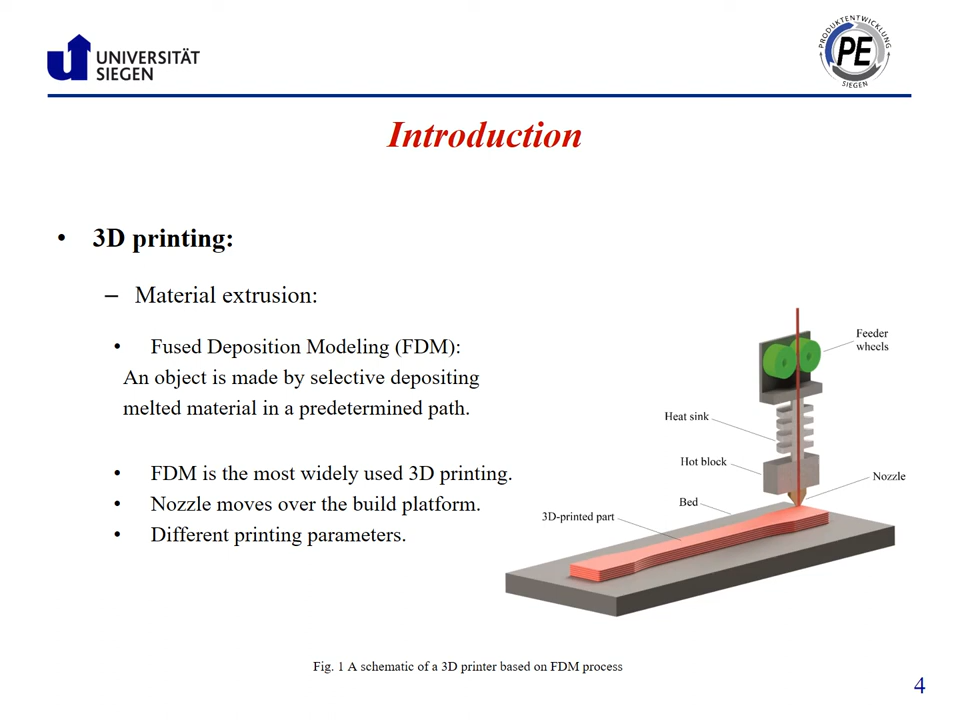 UNIVERSITÄT
SIEGEN
PRODUKTENTWICKLUNG
PE
SIEGEN
Introduction
• 3D printing:
– Material extrusion:
• Fused Deposition Modeling (FDM):
An object is made by selective depositing
melted material in a predetermined path.
• FDM is the most widely used 3D printing.
• Nozzle moves over the build platform.
• Different printing parameters.
Feeder
wheels
Heat sink
Hot block
Nozzle
Bed
3D-printed part
Fig. 1 A schematic of a 3D printer based on FDM process
4